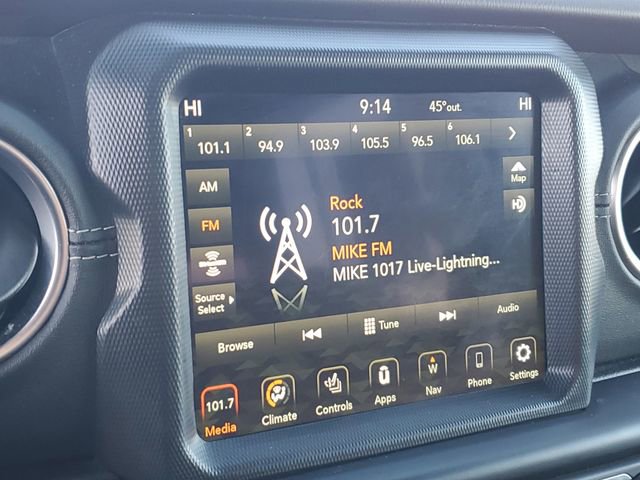 HI 9:14 45°out. HI
1 101.1 2 94.9 3 103.9 4 105.5 5 96.5 6 106.1
Map
AM
FM
Source
Select
Rock
101.7
MIKE FM
MIKE 1017 Live-Lightning...
Browse Tune Audio
101.7 W
Media Climate Controls Apps Nav Phone Settings